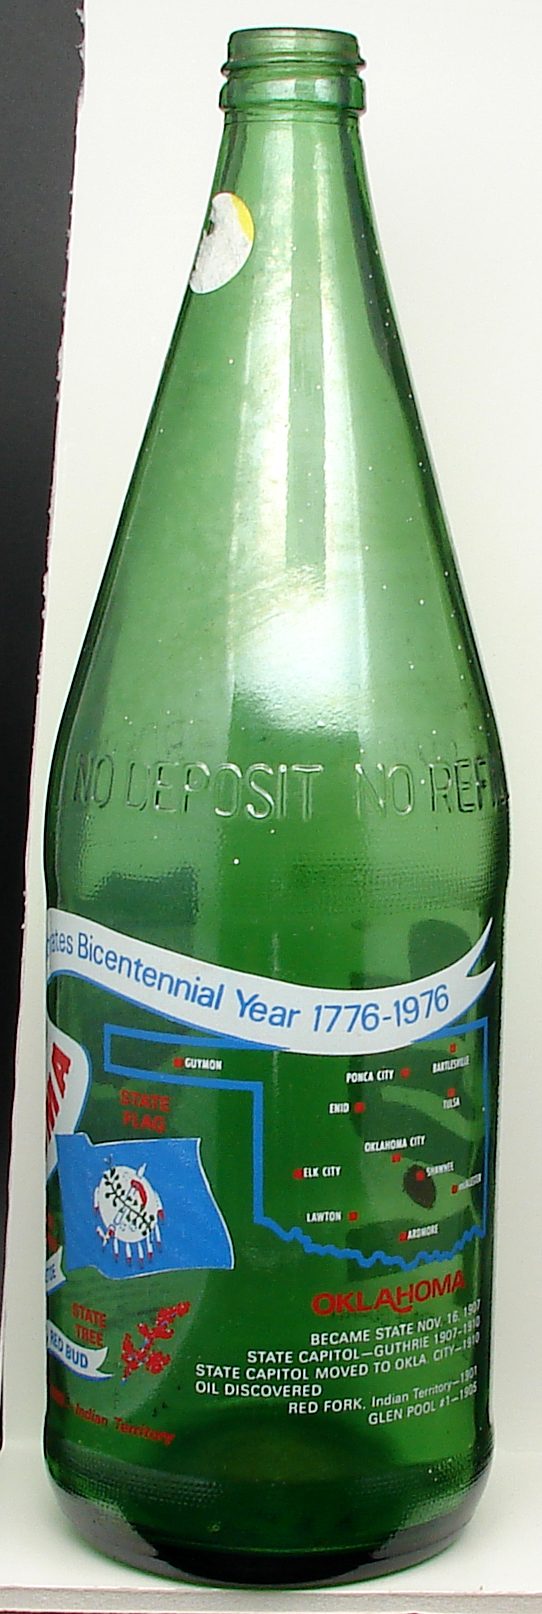 NO DEPOSIT NO REF
ates Bicentennial Year 1776-1976
MA
GUYMON
PONCA CITY
BARTLESVILLE
ENID
TULSA
OKLAHOMA CITY
ELK CITY
SHAWNEE
LAWTON
ARDMORE
STATE
FLAG
STATE
TREE
RED BUD
Indian Territory
OKLAHOMA
BECAME STATE NOV. 16, 1907
STATE CAPITOL—GUTHRIE 1907-1910
STATE CAPITOL MOVED TO OKLA. CITY—1910
OIL DISCOVERED
RED FORK, Indian Territory—1901
GLEN POOL #1—1905